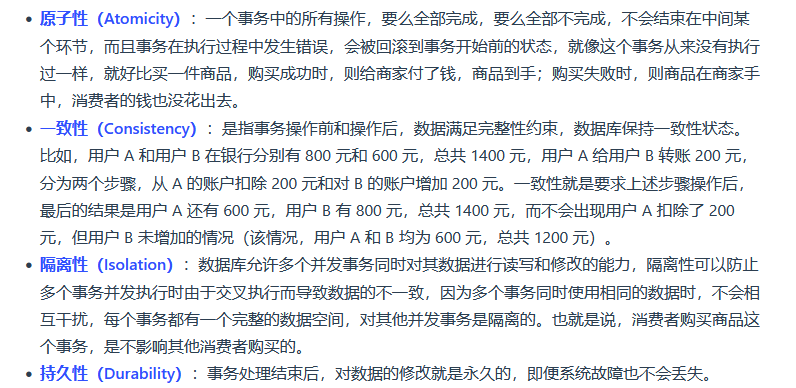 • 原子性（Atomicity）：一个事务中的所有操作，要么全部完成，要么全部不完成，不会结束在中间某
个环节，而且事务在执行过程中发生错误，会被回滚到事务开始前的状态，就像这个事务从来没有执行
过一样，就好比买一件商品，购买成功时，则给商家付了钱，商品到手；购买失败时，则商品在商家手
中，消费者的钱也没花出去。
• 一致性（Consistency）：是指事务操作前和操作后，数据满足完整性约束，数据库保持一致性状态。
比如，用户 A 和用户 B 在银行分别有 800 元和 600 元，总共 1400 元，用户 A 给用户 B 转账 200 元，
分为两个步骤，从 A 的账户扣除 200 元和对 B 的账户增加 200 元。一致性就是要求上述步骤操作后，
最后的结果是用户 A 还有 600 元，用户 B 有 800 元，总共 1400 元，而不会出现用户 A 扣除了 200
元，但用户 B 未增加的情况（该情况，用户 A 和 B 均为 600 元，总共 1200 元）。
• 隔离性（Isolation）：数据库允许多个并发事务同时对其数据进行读写和修改的能力，隔离性可以防止
多个事务并发执行时由于交叉执行而导致数据的不一致，因为多个事务同时使用相同的数据时，不会相
互干扰，每个事务都有一个完整的数据空间，对其他并发事务是隔离的。也就是说，消费者购买商品这
个事务，是不影响其他消费者购买的。
• 持久性（Durability）：事务处理结束后，对数据的修改就是永久的，即便系统故障也不会丢失。